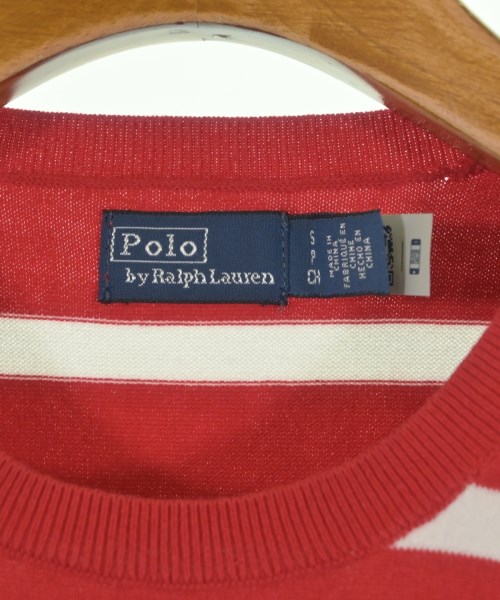 Polo
by Ralph Lauren
S-P-
MADE IN
CHINA
FABRIQUÉ EN
CHINE
HECHO EN
CHINA